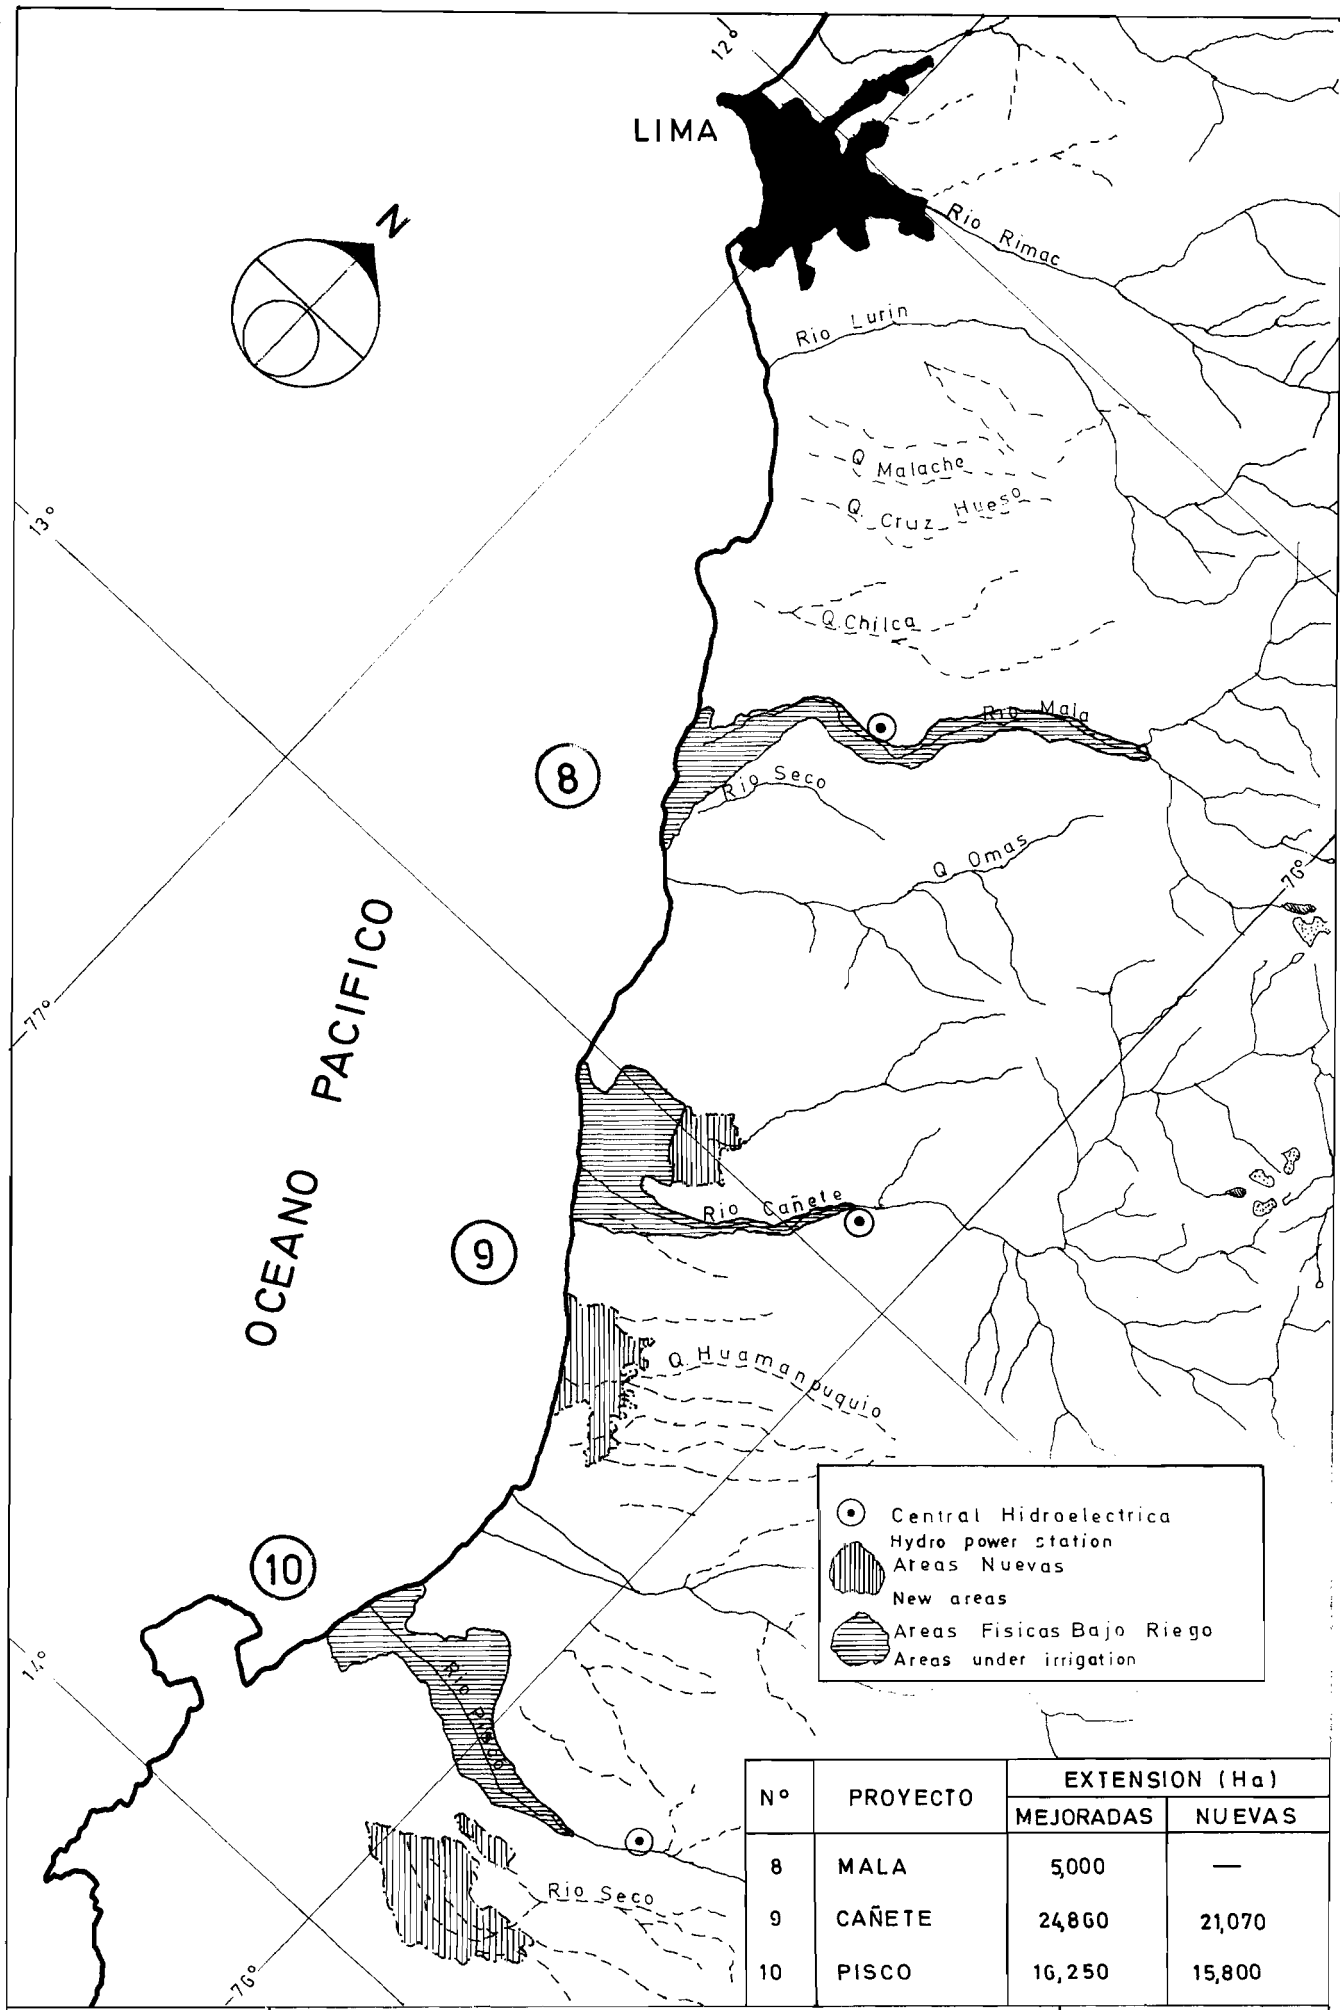 12°
LIMA
N
Rio Rimac
Rio Lurin
Q Malache
Q. Cruz Hueso
13°
Q. Chilca
Rio Mala
8
Rio Seco
Q Omas
76°
OCEANO PACIFICO
77°
Rio Cañete
9
Q. Huamanpuquio
Central Hidroelectrica
Hydro power station
Areas Nuevas
New areas
Areas Fisicas Bajo Riego
Areas under irrigation
10
14°
Rio Pisco
Rio Seco
76°
N° PROYECTO EXTENSION (Ha)
MEJORADAS NUEVAS
8 MALA 5,000 —
9 CAÑETE 24,860 21,070
10 PISCO 16,250 15,800